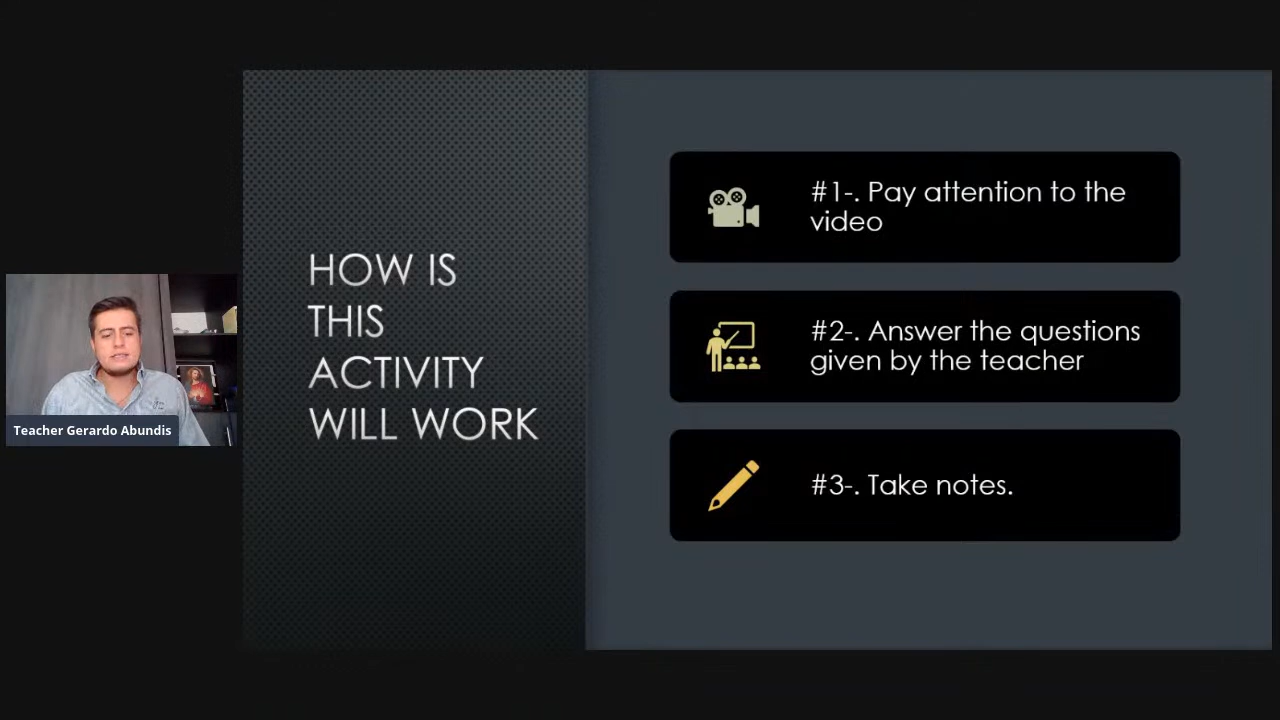 HOW IS
THIS
ACTIVITY
WILL WORK
#1-. Pay attention to the
video
#2-. Answer the questions
given by the teacher
#3-. Take notes.
Teacher Gerardo Abundis